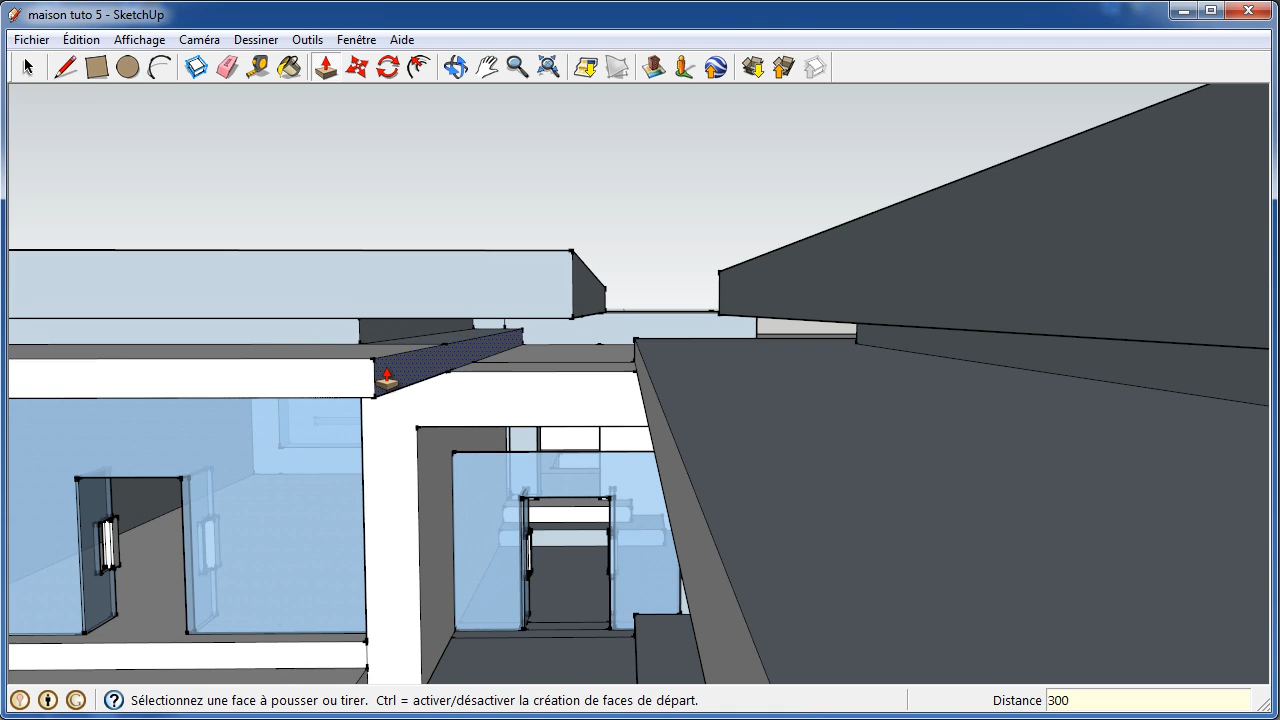 maison tuto 5 - SketchUp
Fichier Édition Affichage Caméra Dessiner Outils Fenêtre Aide
Sélectionnez une face à pousser ou tirer. Ctrl = activer/désactiver la création de faces de départ. Distance 300